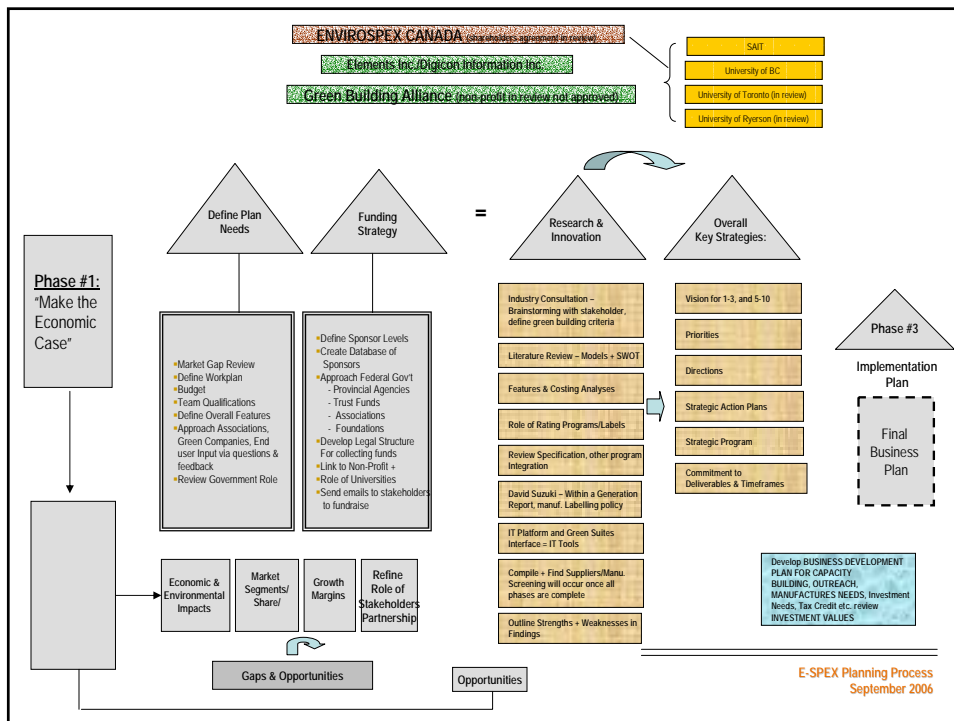 ENVIROSPEX CANADA (shareholders agreement in review)
Elements Inc./Digicon Information Inc.
Green Building Alliance (non-profit in review not approved)
SAIT
University of BC
University of Toronto (in review)
University of Ryerson (in review)
Define Plan
Needs
Funding
Strategy
=
Research &
Innovation
Overall
Key Strategies:
Phase #1:
"Make the
Economic
Case"
Market Gap Review
Define Workplan
Budget
Team Qualifications
Define Overall Features
Approach Associations,
Green Companies, End
user Input via questions &
feedback
Review Government Role
Define Sponsor Levels
Create Database of
Sponsors
Approach Federal Gov't
- Provincial Agencies
- Trust Funds
- Associations
- Foundations
Develop Legal Structure
For collecting funds
Link to Non-Profit +
Role of Universities
Send emails to stakeholders
to fundraise
Industry Consultation –
Brainstorming with stakeholder,
define green building criteria
Literature Review – Models + SWOT
Features & Costing Analyses
Role of Rating Programs/Labels
Review Specification, other program
Integration
David Suzuki – Within a Generation
Report, manuf. Labelling policy
IT Platform and Green Suites
Interface = IT Tools
Compile + Find Suppliers/Manu.
Screening will occur once all
phases are complete
Outline Strengths + Weaknesses in
Findings
Vision for 1-3, and 5-10
Priorities
Directions
Strategic Action Plans
Strategic Program
Commitment to
Deliverables & Timeframes
Phase #3
Implementation
Plan
Final
Business
Plan
Economic &
Environmental
Impacts
Market
Segments/
Share/
Growth
Margins
Refine
Role of
Stakeholders
Partnership
Gaps & Opportunities
Opportunities
Develop BUSINESS DEVELOPMENT
PLAN FOR CAPACITY
BUILDING, OUTREACH,
MANUFACTURES NEEDS, Investment
Needs, Tax Credit etc. review
INVESTMENT VALUES
E-SPEX Planning Process
September 2006